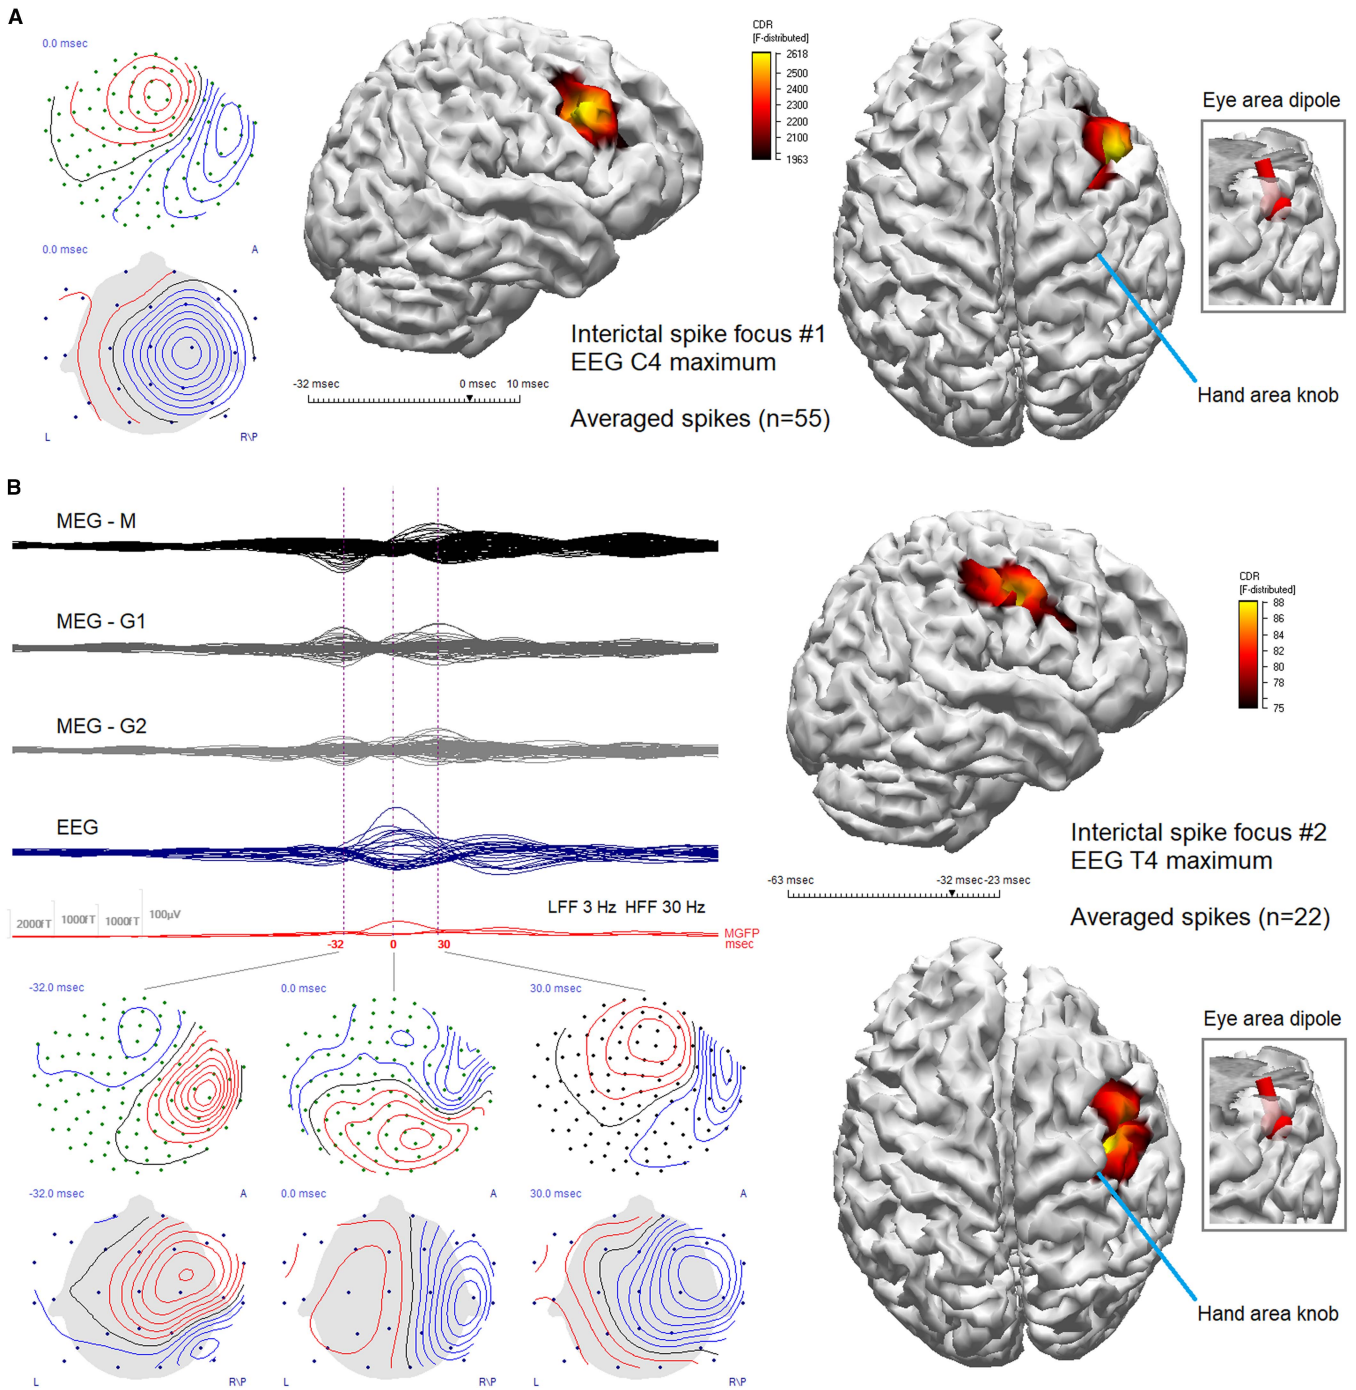 A
0.0 msec
0.0 msec
A
L
R\P
-32 msec
0 msec
10 msec
Interictal spike focus #1
EEG C4 maximum
Averaged spikes (n=55)
CDR
[F-distributed]
2618
2500
2400
2300
2200
2100
1963
Eye area dipole
Hand area knob
B
MEG - M
MEG - G1
MEG - G2
EEG
2000fT
1000fT
1000fT
100µV
LFF 3 Hz HFF 30 Hz
MGFP
msec
-32
0
30
-32.0 msec
0.0 msec
30.0 msec
-32.0 msec
A
0.0 msec
A
30.0 msec
A
L
R\P
L
R\P
L
R\P
CDR
[F-distributed]
88
86
84
82
80
78
75
-63 msec
-32 msec
-23 msec
Interictal spike focus #2
EEG T4 maximum
Averaged spikes (n=22)
Eye area dipole
Hand area knob